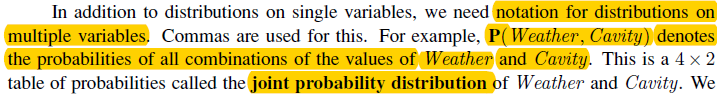 In addition to distributions on single variables, we need notation for distributions on
multiple variables. Commas are used for this. For example, P(Weather, Cavity) denotes
the probabilities of all combinations of the values of Weather and Cavity. This is a 4 × 2
table of probabilities called the joint probability distribution of Weather and Cavity. We